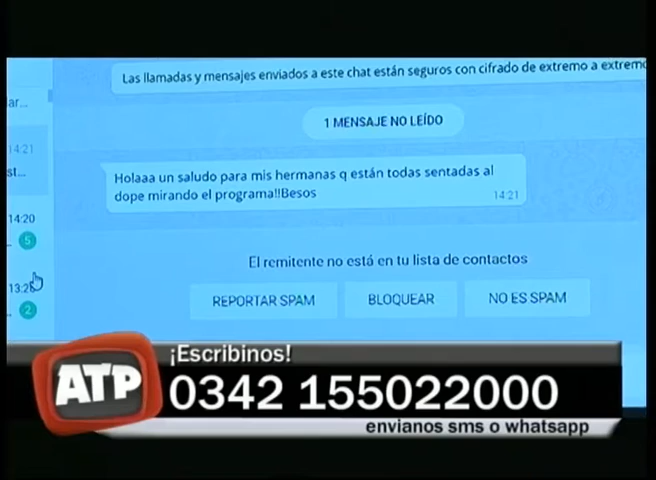 Las llamadas y mensajes enviados a este chat están seguros con cifrado de extremo a extremo
ar...
1 MENSAJE NO LEÍDO
14:21
st...
Holaaa un saludo para mis hermanas q están todas sentadas al
dope mirando el programa!!Besos
14:21
14:20
5
El remitente no está en tu lista de contactos
13:28
2
REPORTAR SPAM
BLOQUEAR
NO ES SPAM
¡Escribinos!
ATP
0342 155022000
envianos sms o whatsapp